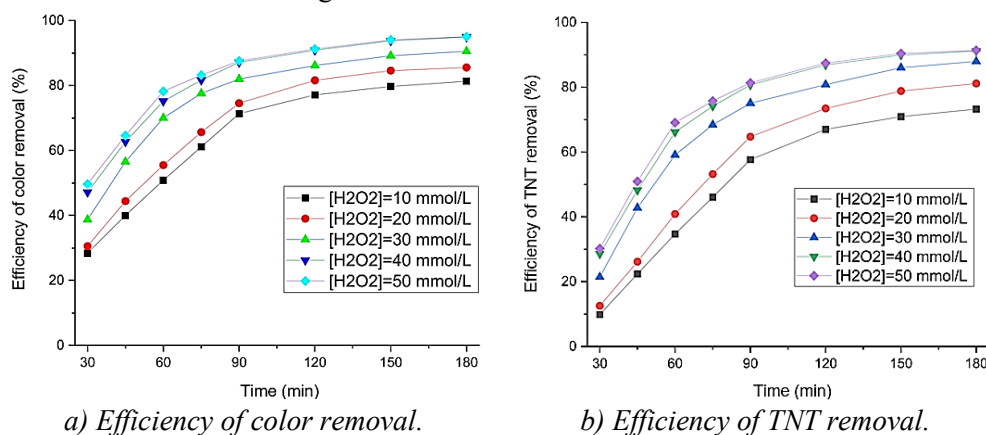 100
80
60
40
20
0
Efficiency of color removal (%)
[H2O2]=10 mmol/L
[H2O2]=20 mmol/L
[H2O2]=30 mmol/L
[H2O2]=40 mmol/L
[H2O2]=50 mmol/L
30 60 90 120 150 180
Time (min)
a) Efficiency of color removal.
100
80
60
40
20
0
Efficiency of TNT removal (%)
[H2O2]=10 mmol/L
[H2O2]=20 mmol/L
[H2O2]=30 mmol/L
[H2O2]=40 mmol/L
[H2O2]=50 mmol/L
30 60 90 120 150 180
Time (min)
b) Efficiency of TNT removal.